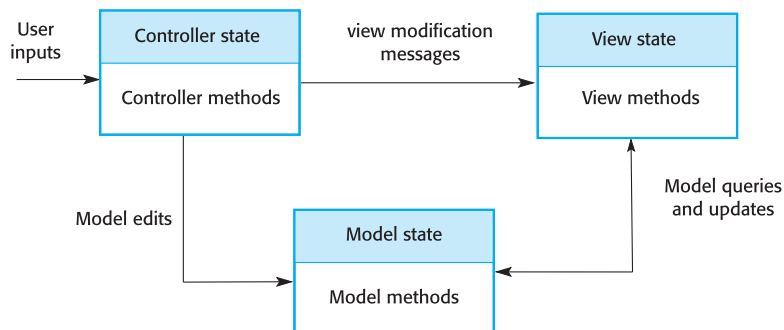 User
inputs
Controller state
Controller methods
view modification
messages
View state
View methods
Model edits
Model state
Model methods
Model queries
and updates